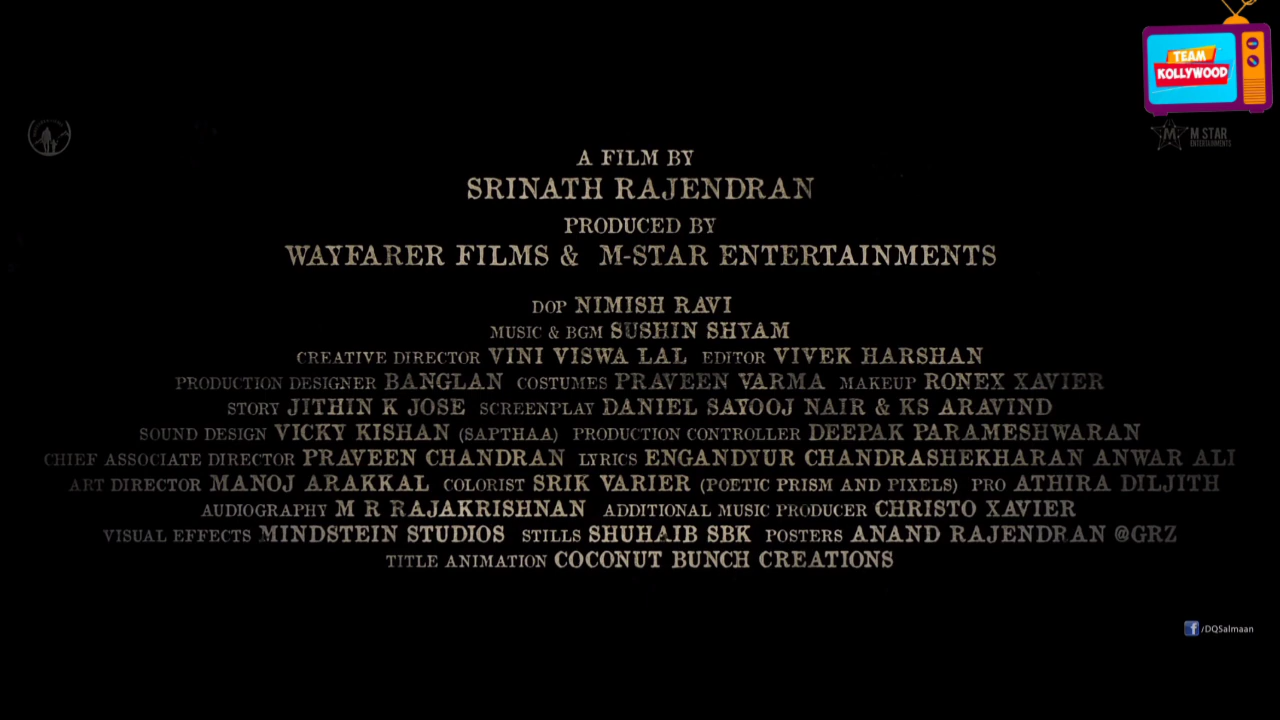 TEAM
KOLLYWOOD
M STAR
ENTERTAINMENTS
A FILM BY
SRINATH RAJENDRAN
PRODUCED BY
WAYFARER FILMS & M-STAR ENTERTAINMENTS
DOP NIMISH RAVI
MUSIC & BGM SUSHIN SHYAM
CREATIVE DIRECTOR VINI VISWA LAL EDITOR VIVEK HARSHAN
PRODUCTION DESIGNER BANGLAN COSTUMES PRAVEEN VARMA MAKEUP RONEX XAVIER
STORY JITHIN K JOSE SCREENPLAY DANIEL SAYOOJ NAIR & KS ARAVIND
SOUND DESIGN VICKY KISHAN (SAPTHAA) PRODUCTION CONTROLLER DEEPAK PARAMESHWARAN
CHIEF ASSOCIATE DIRECTOR PRAVEEN CHANDRAN LYRICS ENGANDYUR CHANDRASHEKHARAN ANWAR ALI
ART DIRECTOR MANOJ ARAKKAL COLORIST SRIK VARIER (POETIC PRISM AND PIXELS) PRO ATHIRA DILJITH
AUDIOGRAPHY M R RAJAKRISHNAN ADDITIONAL MUSIC PRODUCER CHRISTO XAVIER
VISUAL EFFECTS MINDSTEIN STUDIOS STILLS SHUHAIB SBK POSTERS ANAND RAJENDRAN @GRZ
TITLE ANIMATION COCONUT BUNCH CREATIONS
f /DQSalmaan